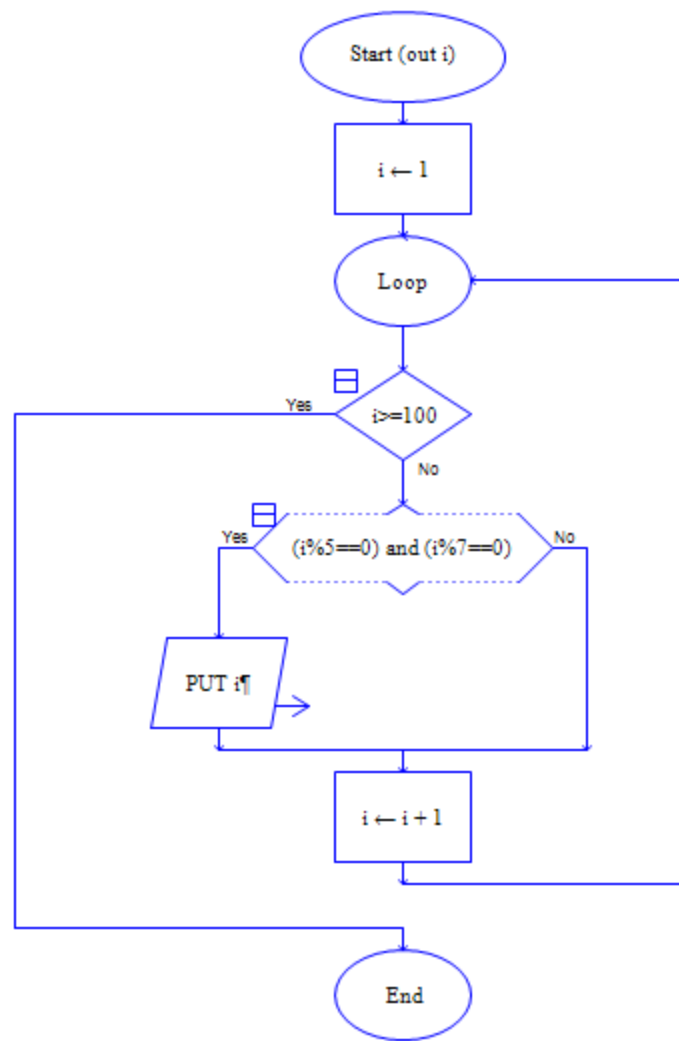 Start (out i)
i ← 1
Loop
i>=100
Yes
No
(i%5==0) and (i%7==0)
Yes
No
PUT i¶
i ← i + 1
End